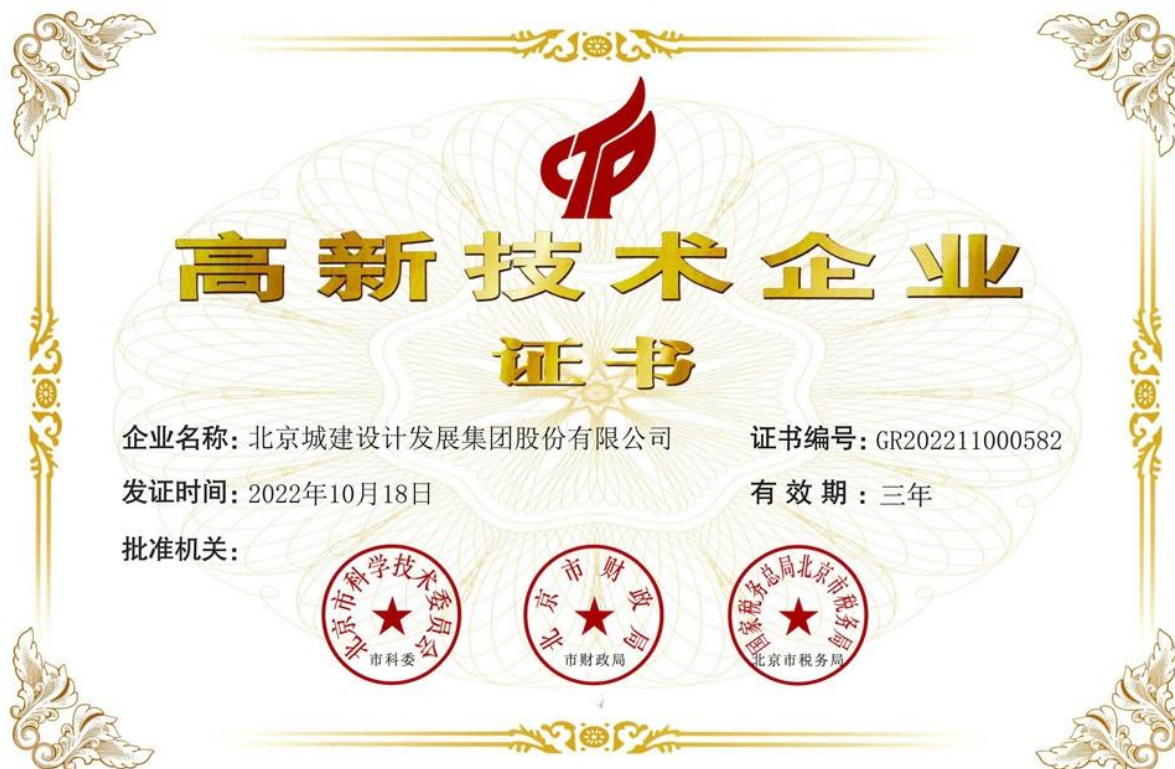 高新技术企业
证书
企业名称：北京城建设计发展集团股份有限公司
证书编号：GR202211000582
发证时间：2022年10月18日
有效期：三年
批准机关：
北京市科学技术委员会
市科委
北京市财政局
市财政局
国家税务总局北京市税务局
北京市税务局